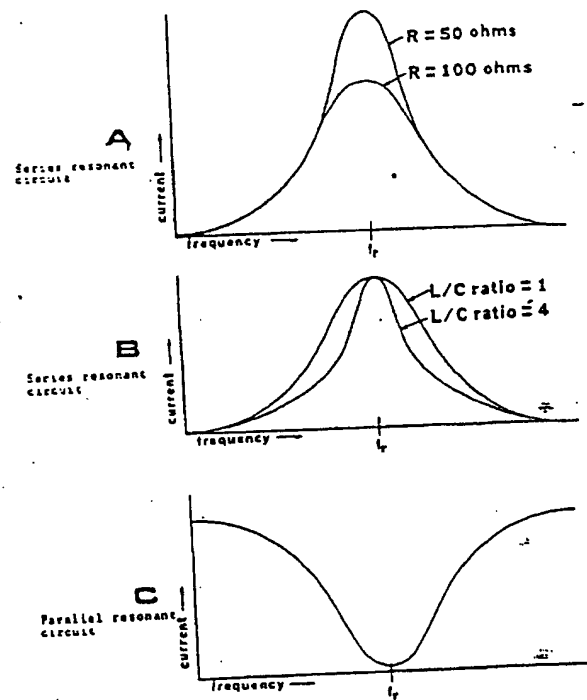 R = 50 ohms
R = 100 ohms
A
Series resonant
circuit
current
frequency
fr
L/C ratio = 1
L/C ratio = 4
B
Series resonant
circuit
current
frequency
fr
C
Parallel resonant
circuit
current
frequency
fr